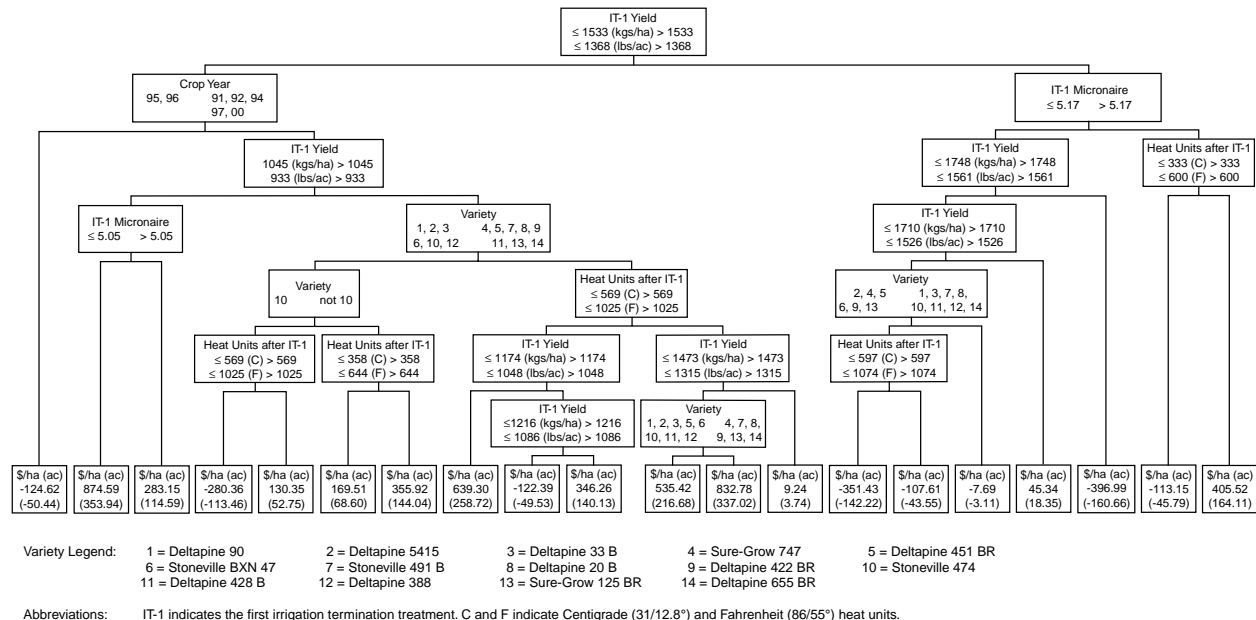 IT-1 Yield
≤ 1533 (kgs/ha) > 1533
≤ 1368 (lbs/ac) > 1368
Crop Year
95, 96 91, 92, 94
97, 00
IT-1 Micronaire
≤ 5.17 > 5.17
IT-1 Yield
1045 (kgs/ha) > 1045
933 (lbs/ac) > 933
IT-1 Yield
≤ 1748 (kgs/ha) > 1748
≤ 1561 (lbs/ac) > 1561
Heat Units after IT-1
≤ 333 (C) > 333
≤ 600 (F) > 600
IT-1 Micronaire
≤ 5.05 > 5.05
Variety
1, 2, 3 4, 5, 7, 8, 9
6, 10, 12 11, 13, 14
IT-1 Yield
≤ 1710 (kgs/ha) > 1710
≤ 1526 (lbs/ac) > 1526
Variety
10 not 10
Heat Units after IT-1
≤ 569 (C) > 569
≤ 1025 (F) > 1025
Variety
2, 4, 5 1, 3, 7, 8,
6, 9, 13 10, 11, 12, 14
Heat Units after IT-1
≤ 569 (C) > 569
≤ 1025 (F) > 1025
Heat Units after IT-1
≤ 358 (C) > 358
≤ 644 (F) > 644
IT-1 Yield
≤ 1174 (kgs/ha) > 1174
≤ 1048 (lbs/ac) > 1048
IT-1 Yield
≤ 1473 (kgs/ha) > 1473
≤ 1315 (lbs/ac) > 1315
Heat Units after IT-1
≤ 597 (C) > 597
≤ 1074 (F) > 1074
IT-1 Yield
≤1216 (kgs/ha) > 1216
≤ 1086 (lbs/ac) > 1086
Variety
1, 2, 3, 5, 6 4, 7, 8,
10, 11, 12 9, 13, 14
$/ha (ac) $/ha (ac) $/ha (ac) $/ha (ac) $/ha (ac) $/ha (ac) $/ha (ac) $/ha (ac) $/ha (ac) $/ha (ac) $/ha (ac) $/ha (ac) $/ha (ac) $/ha (ac) $/ha (ac) $/ha (ac) $/ha (ac) $/ha (ac) $/ha (ac) $/ha (ac)
-124.62 874.59 283.15 -280.36 130.35 169.51 355.92 639.30 -122.39 346.26 535.42 832.78 9.24 -351.43 -107.61 -7.69 45.34 -396.99 -113.15 405.52
(-50.44) (353.94) (114.59) (-113.46) (52.75) (68.60) (144.04) (258.72) (-49.53) (140.13) (216.68) (337.02) (3.74) (-142.22) (-43.55) (-3.11) (18.35) (-160.66) (-45.79) (164.11)
Variety Legend: 1 = Deltapine 90 2 = Deltapine 5415 3 = Deltapine 33 B 4 = Sure-Grow 747 5 = Deltapine 451 BR
6 = Stoneville BXN 47 7 = Stoneville 491 B 8 = Deltapine 20 B 9 = Deltapine 422 BR 10 = Stoneville 474
11 = Deltapine 428 B 12 = Deltapine 388 13 = Sure-Grow 125 BR 14 = Deltapine 655 BR
Abbreviations: IT-1 indicates the first irrigation termination treatment. C and F indicate Centigrade (31/12.8°) and Fahrenheit (86/55°) heat units.